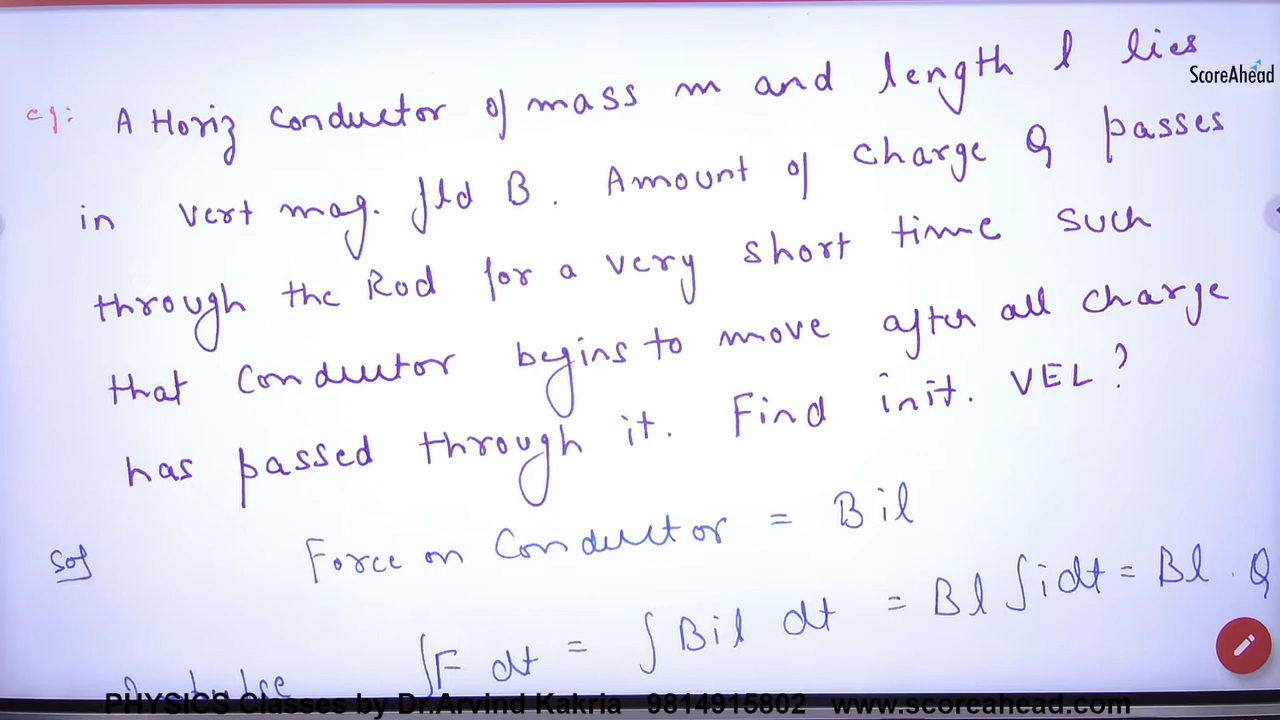 ScoreAhead
eg: A Horiz Conductor of mass m and length l lies
in vert mag. fld B. Amount of charge Q passes
through the Rod for a very short time such
that Conductor begins to move after all charge
has passed through it. Find init. VEL?
Sol Force on Conductor = Bil
∫F dt = ∫Bil dt = Bl ∫idt = Bl . Q
PHYSICS Classes by Dr.Arvind Kakria 9814915802 www.scoreahead.com